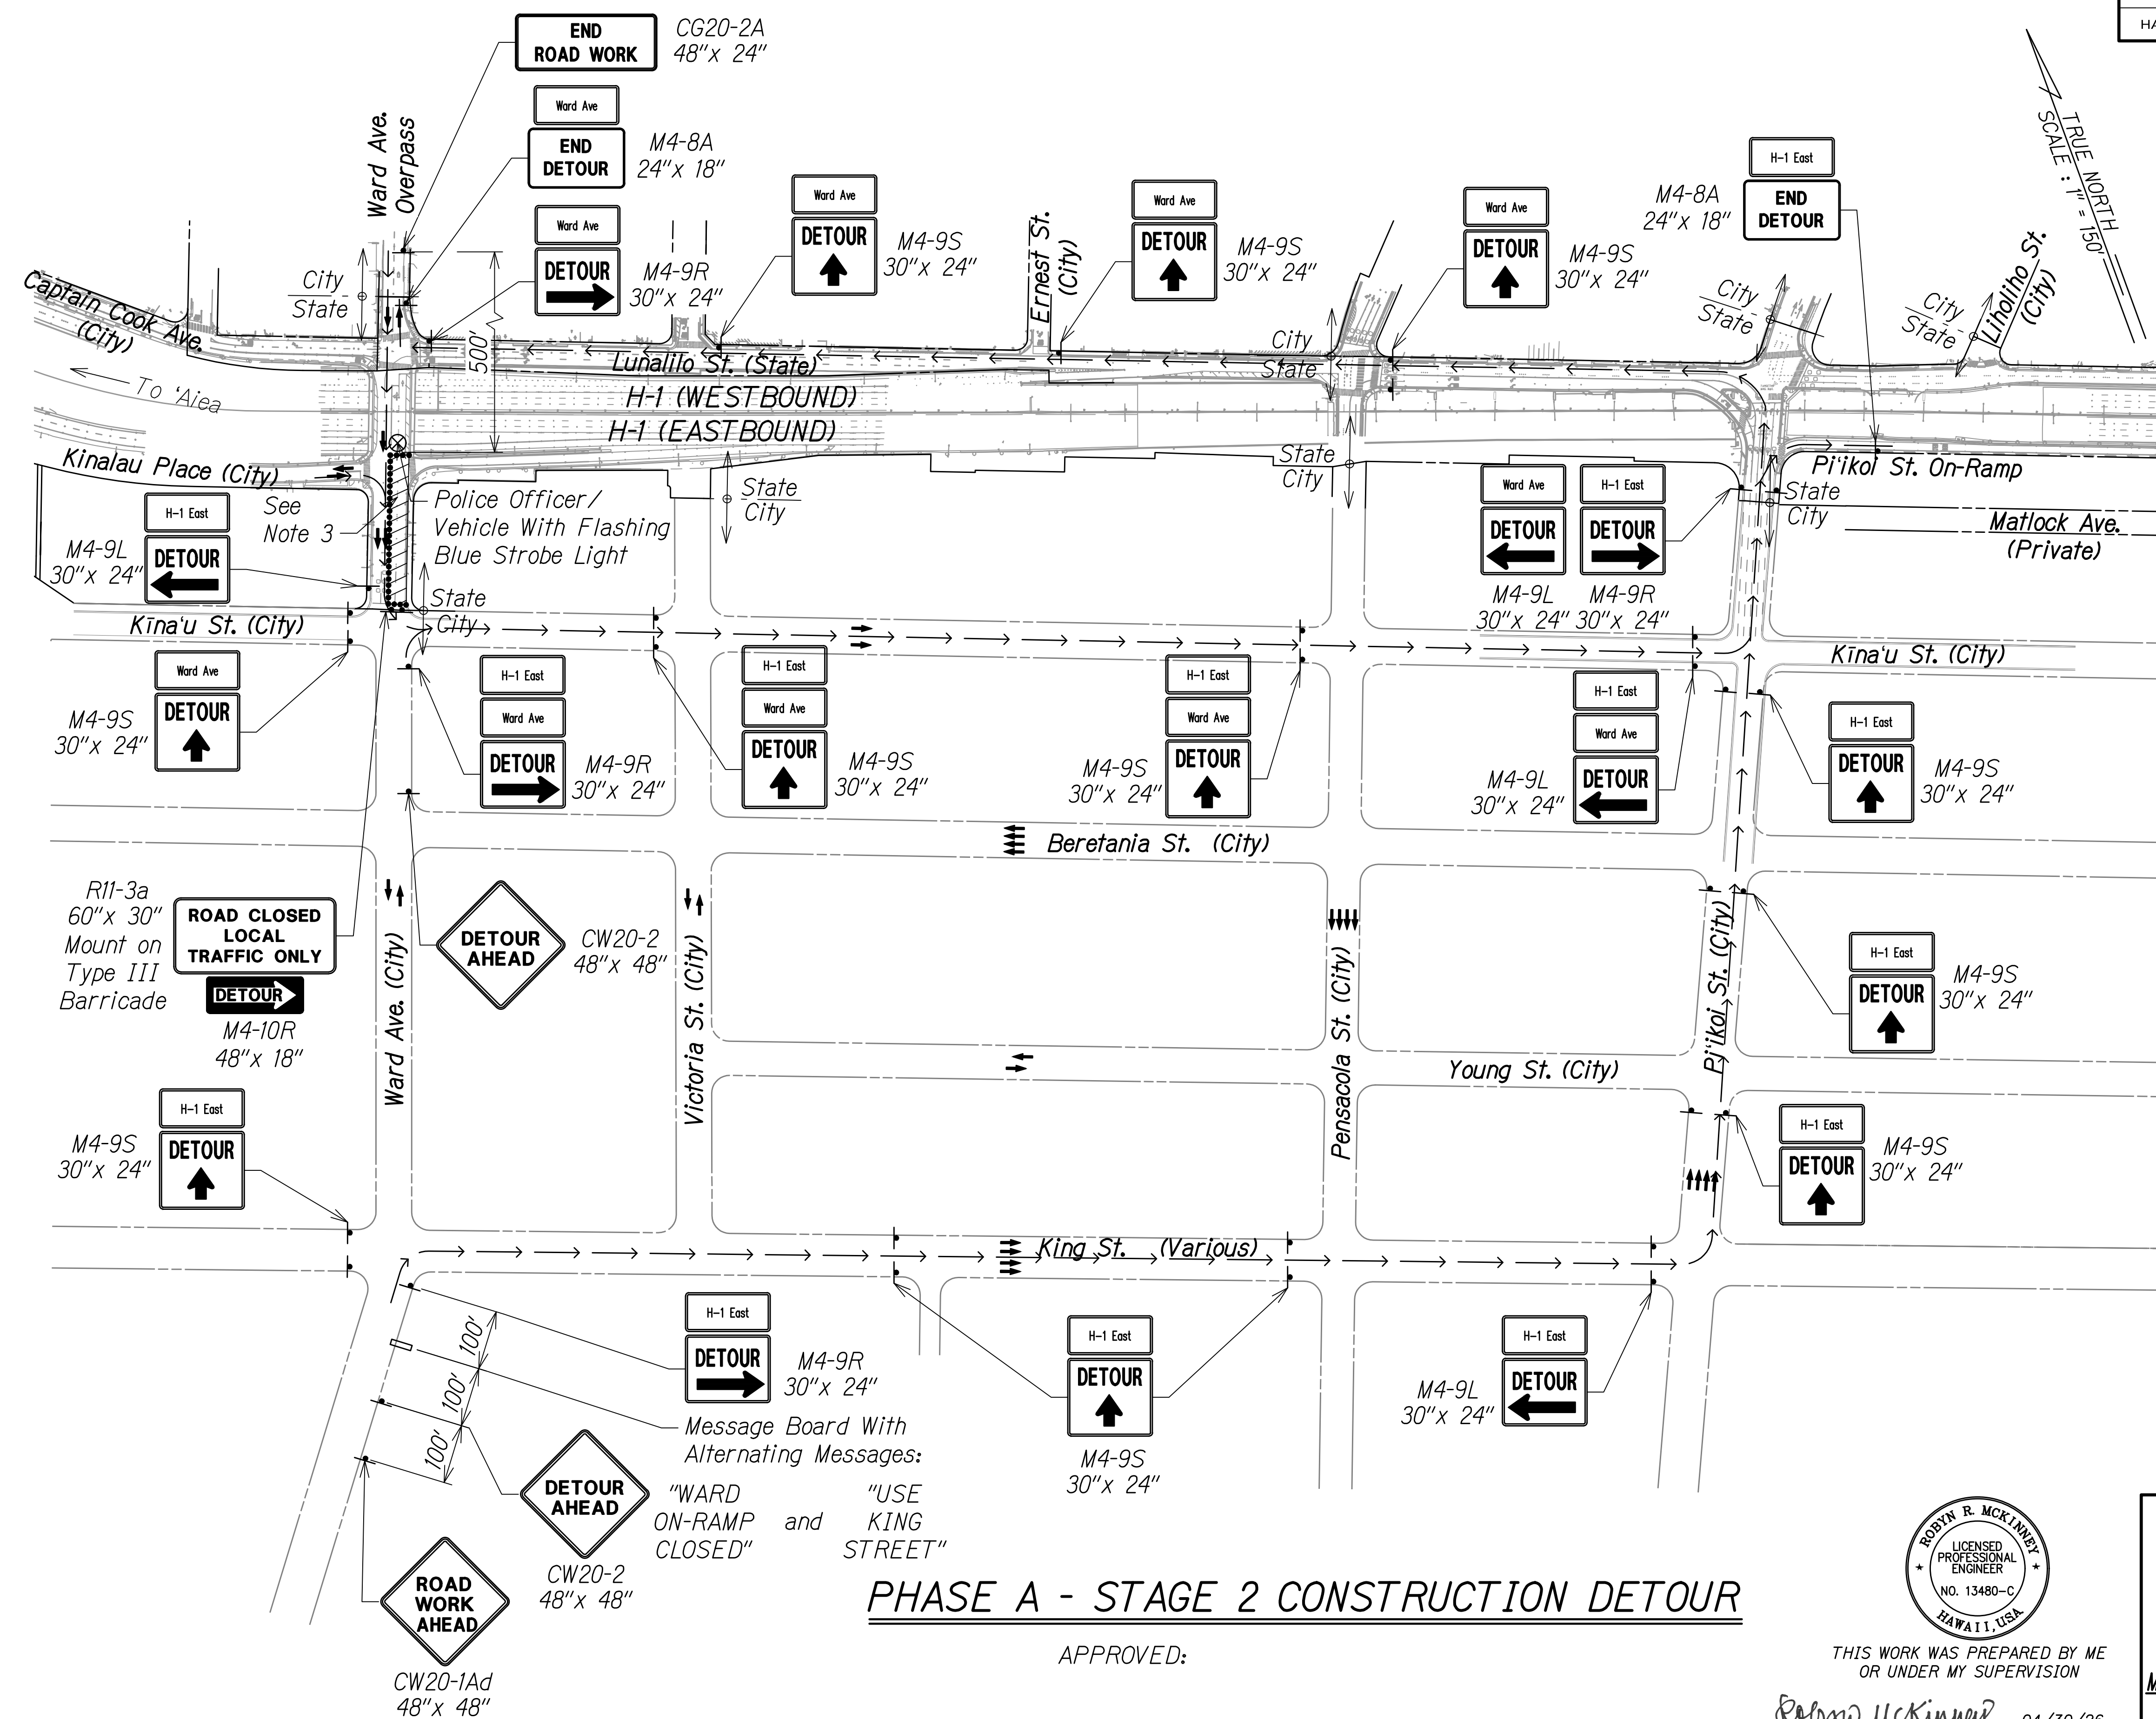 END
ROAD WORK
CG20-2A
48"x 24"
HA
Ward Ave
END
DETOUR
M4-8A
24"x 18"
Ward Ave.
Overpass
Ward Ave
DETOUR
M4-9R
30"x 24"
Ward Ave
DETOUR
M4-9S
30"x 24"
Ernest St.
(City)
Ward Ave
DETOUR
M4-9S
30"x 24"
Ward Ave
DETOUR
M4-9S
30"x 24"
H-1 East
END
DETOUR
M4-8A
24"x 18"
TRUE NORTH
SCALE : 1" = 150'
City
State
Captain Cook Ave.
(City)
To 'Aiea
500'
Lunalilo St. (State)
H-1 (WESTBOUND)
H-1 (EASTBOUND)
City
State
City
State
City
State
Liholiho St.
(City)
Kinalau Place (City)
State
City
State
City
Pi'ikoi St. On-Ramp
State
City
Matlock Ave.
(Private)
H-1 East
DETOUR
M4-9L
30"x 24"
See
Note 3
Police Officer/
Vehicle With Flashing
Blue Strobe Light
State
City
Ward Ave
DETOUR
M4-9L
30"x 24"
H-1 East
DETOUR
M4-9R
30"x 24"
Kīna'u St. (City)
Kīna'u St. (City)
Ward Ave
DETOUR
M4-9S
30"x 24"
H-1 East
Ward Ave
DETOUR
M4-9R
30"x 24"
H-1 East
Ward Ave
DETOUR
M4-9S
30"x 24"
H-1 East
Ward Ave
DETOUR
M4-9S
30"x 24"
H-1 East
Ward Ave
DETOUR
M4-9L
30"x 24"
H-1 East
DETOUR
M4-9S
30"x 24"
Beretania St. (City)
R11-3a
60"x 30"
Mount on
Type III
Barricade
ROAD CLOSED
LOCAL
TRAFFIC ONLY
DETOUR
M4-10R
48"x 18"
Ward Ave. (City)
DETOUR
AHEAD
CW20-2
48"x 48"
Victoria St. (City)
Pensacola St. (City)
Pi'ikoi St. (City)
H-1 East
DETOUR
M4-9S
30"x 24"
Young St. (City)
H-1 East
DETOUR
M4-9S
30"x 24"
H-1 East
DETOUR
M4-9S
30"x 24"
King St. (Various)
100'
100'
100'
H-1 East
DETOUR
M4-9R
30"x 24"
Message Board With
Alternating Messages:
"WARD
ON-RAMP
CLOSED"
and
"USE
KING
STREET"
H-1 East
DETOUR
M4-9S
30"x 24"
H-1 East
DETOUR
M4-9L
30"x 24"
DETOUR
AHEAD
CW20-2
48"x 48"
ROAD
WORK
AHEAD
CW20-1Ad
48"x 48"
PHASE A - STAGE 2 CONSTRUCTION DETOUR
APPROVED:
ROBYN R. MCKINNEY
LICENSED
PROFESSIONAL
ENGINEER
NO. 13480-C
HAWAII, USA
THIS WORK WAS PREPARED BY ME
OR UNDER MY SUPERVISION
Robyn McKinney